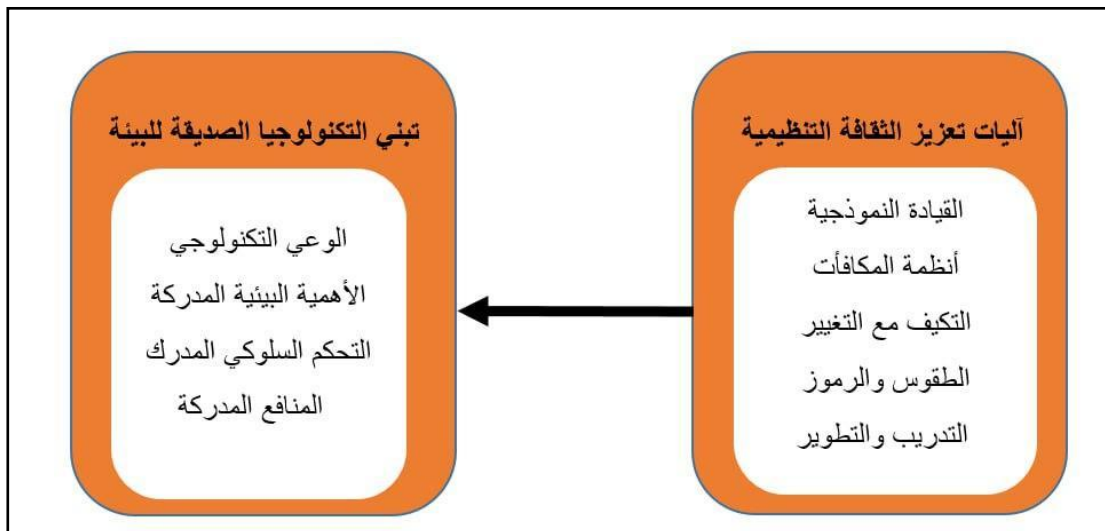 آليات تعزيز الثقافة التنظيمية
القيادة النموذجية
أنظمة المكافأت
التكيف مع التغيير
الطقوس والرموز
التدريب والتطوير
تبني التكنولوجيا الصديقة للبيئة
الوعي التكنولوجي
الأهمية البيئية المدركة
التحكم السلوكي المدرك
المنافع المدركة